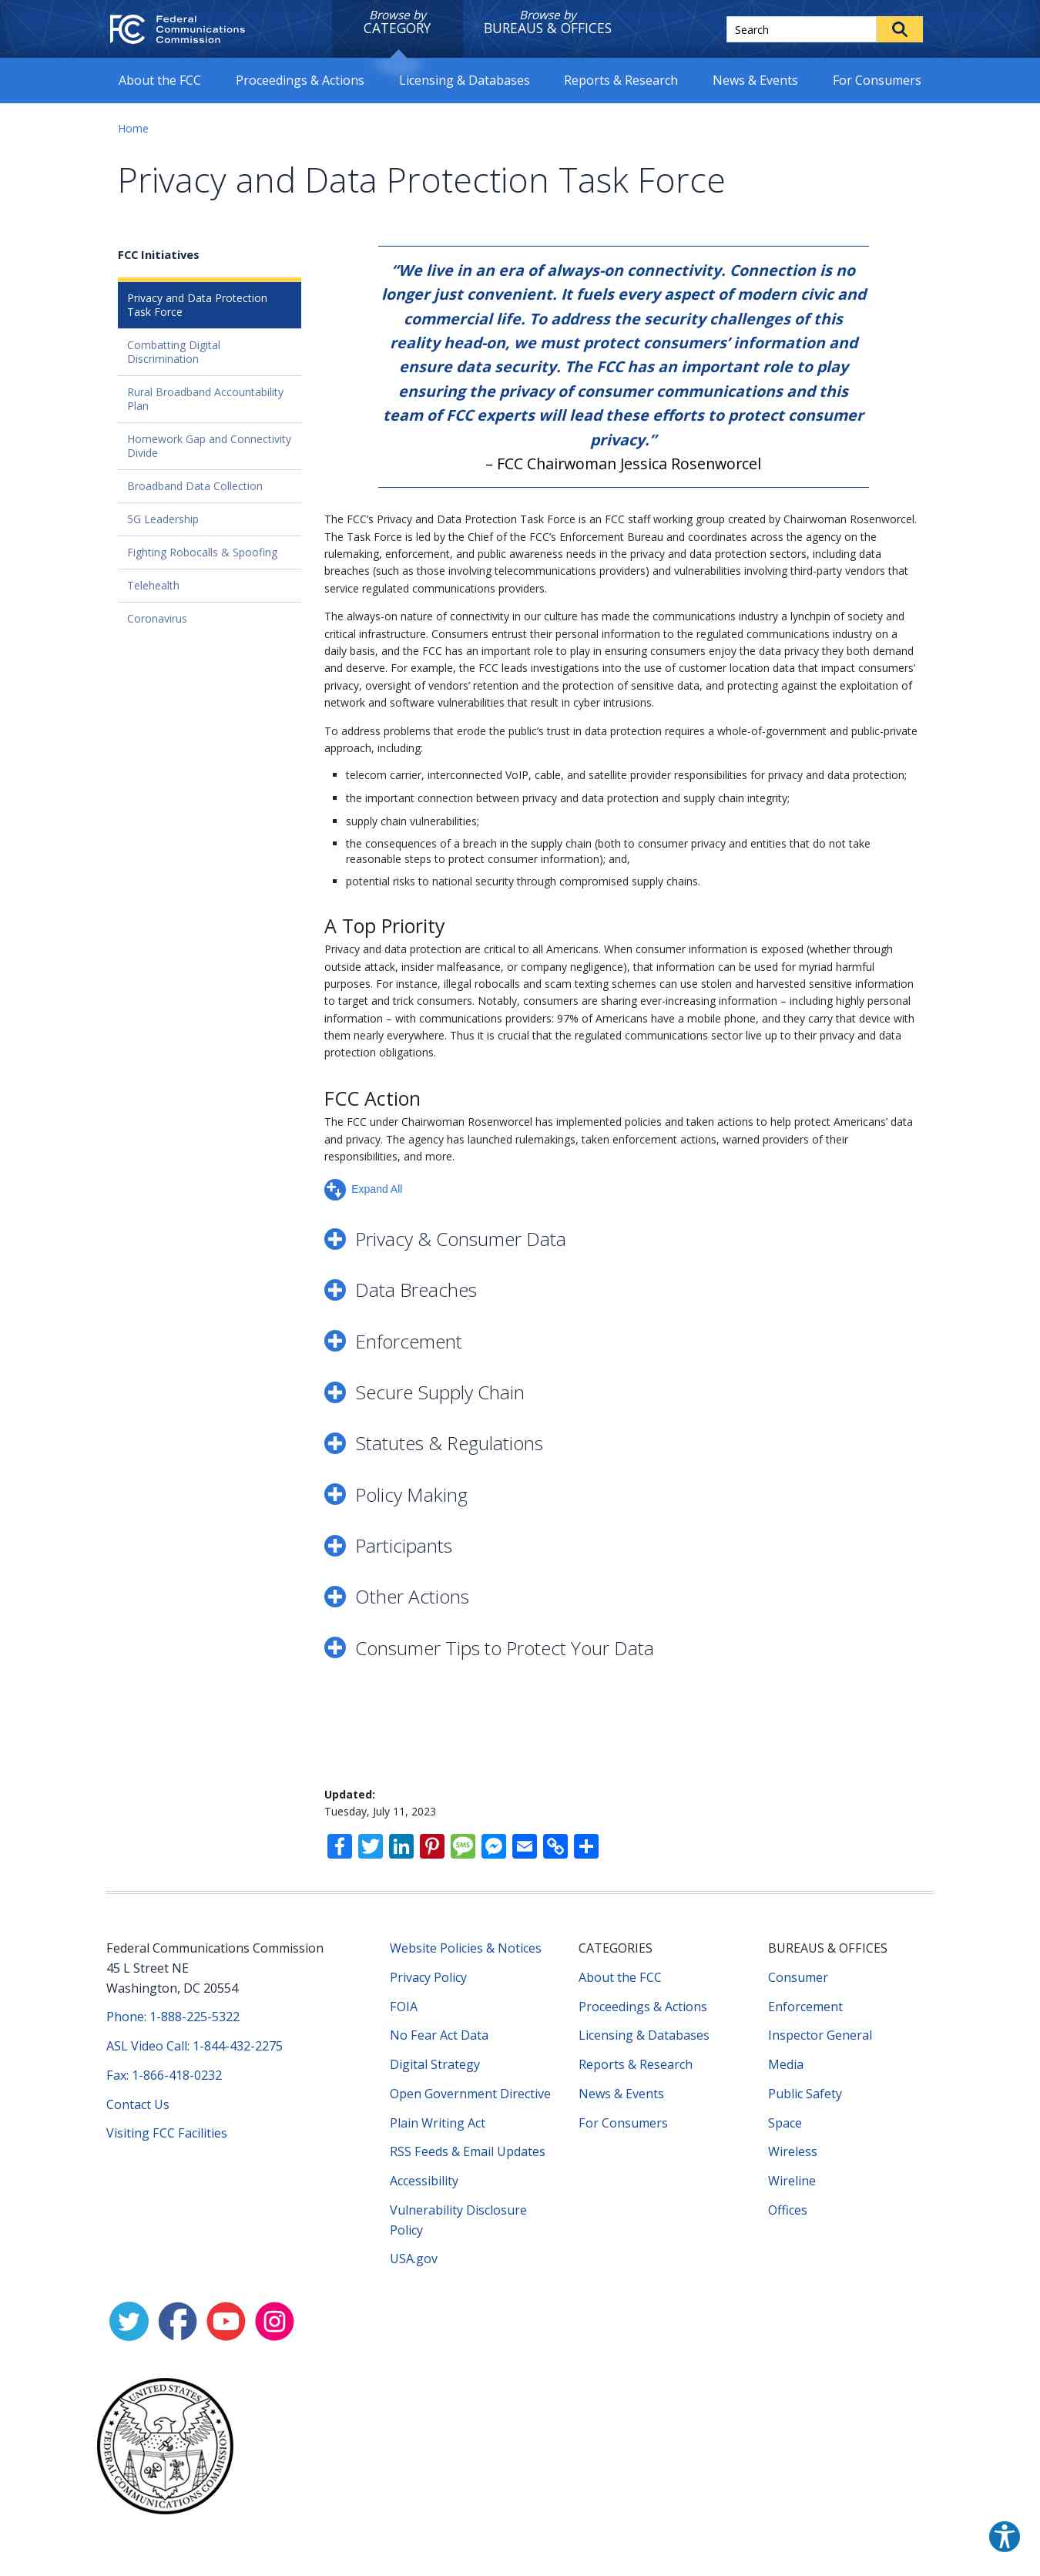 Federal
Communications
Commission
Browse by
CATEGORY
Browse by
BUREAUS & OFFICES
Search
About the FCC
Proceedings & Actions
Licensing & Databases
Reports & Research
News & Events
For Consumers
Home
Privacy and Data Protection Task Force
FCC Initiatives
Privacy and Data Protection
Task Force
Combatting Digital
Discrimination
Rural Broadband Accountability
Plan
Homework Gap and Connectivity
Divide
Broadband Data Collection
5G Leadership
Fighting Robocalls & Spoofing
Telehealth
Coronavirus
“We live in an era of always-on connectivity. Connection is no
longer just convenient. It fuels every aspect of modern civic and
commercial life. To address the security challenges of this
reality head-on, we must protect consumers’ information and
ensure data security. The FCC has an important role to play
ensuring the privacy of consumer communications and this
team of FCC experts will lead these efforts to protect consumer
privacy.”
– FCC Chairwoman Jessica Rosenworcel
The FCC’s Privacy and Data Protection Task Force is an FCC staff working group created by Chairwoman Rosenworcel.
The Task Force is led by the Chief of the FCC’s Enforcement Bureau and coordinates across the agency on the
rulemaking, enforcement, and public awareness needs in the privacy and data protection sectors, including data
breaches (such as those involving telecommunications providers) and vulnerabilities involving third-party vendors that
service regulated communications providers.
The always-on nature of connectivity in our culture has made the communications industry a lynchpin of society and
critical infrastructure. Consumers entrust their personal information to the regulated communications industry on a
daily basis, and the FCC has an important role to play in ensuring consumers enjoy the data privacy they both demand
and deserve. For example, the FCC leads investigations into the use of customer location data that impact consumers’
privacy, oversight of vendors’ retention and the protection of sensitive data, and protecting against the exploitation of
network and software vulnerabilities that result in cyber intrusions.
To address problems that erode the public’s trust in data protection requires a whole-of-government and public-private
approach, including:
telecom carrier, interconnected VoIP, cable, and satellite provider responsibilities for privacy and data protection;
the important connection between privacy and data protection and supply chain integrity;
supply chain vulnerabilities;
the consequences of a breach in the supply chain (both to consumer privacy and entities that do not take
reasonable steps to protect consumer information); and,
potential risks to national security through compromised supply chains.
A Top Priority
Privacy and data protection are critical to all Americans. When consumer information is exposed (whether through
outside attack, insider malfeasance, or company negligence), that information can be used for myriad harmful
purposes. For instance, illegal robocalls and scam texting schemes can use stolen and harvested sensitive information
to target and trick consumers. Notably, consumers are sharing ever-increasing information – including highly personal
information – with communications providers: 97% of Americans have a mobile phone, and they carry that device with
them nearly everywhere. Thus it is crucial that the regulated communications sector live up to their privacy and data
protection obligations.
FCC Action
The FCC under Chairwoman Rosenworcel has implemented policies and taken actions to help protect Americans’ data
and privacy. The agency has launched rulemakings, taken enforcement actions, warned providers of their
responsibilities, and more.
Expand All
Privacy & Consumer Data
Data Breaches
Enforcement
Secure Supply Chain
Statutes & Regulations
Policy Making
Participants
Other Actions
Consumer Tips to Protect Your Data
Updated:
Tuesday, July 11, 2023
SMS
Federal Communications Commission
45 L Street NE
Washington, DC 20554
Phone: 1-888-225-5322
ASL Video Call: 1-844-432-2275
Fax: 1-866-418-0232
Contact Us
Visiting FCC Facilities
Website Policies & Notices
Privacy Policy
FOIA
No Fear Act Data
Digital Strategy
Open Government Directive
Plain Writing Act
RSS Feeds & Email Updates
Accessibility
Vulnerability Disclosure
Policy
USA.gov
CATEGORIES
About the FCC
Proceedings & Actions
Licensing & Databases
Reports & Research
News & Events
For Consumers
BUREAUS & OFFICES
Consumer
Enforcement
Inspector General
Media
Public Safety
Space
Wireless
Wireline
Offices
UNITED STATES
FEDERAL COMMUNICATIONS COMMISSION